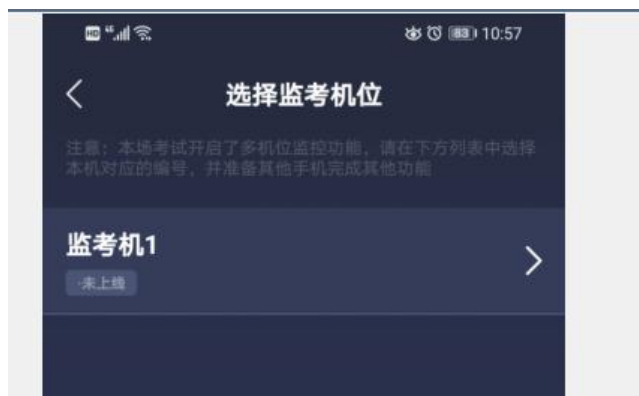 HD 4G 83 10:57
选择监考机位
注意：本场考试开启了多机位监控功能，请在下方列表中选择
本机对应的编号，并准备其他手机完成其他功能
监考机1
·未上线